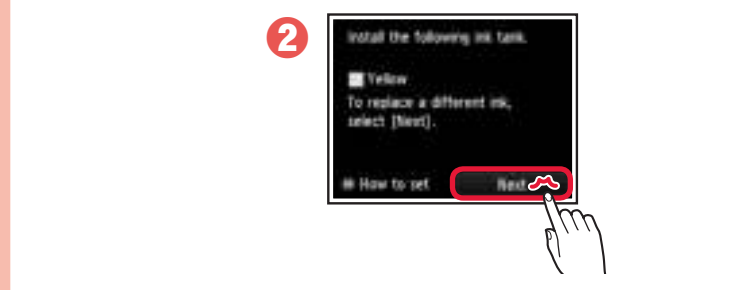 2
Install the following ink tank.
Yellow
To replace a different ink,
select [Next].
How to set
Next